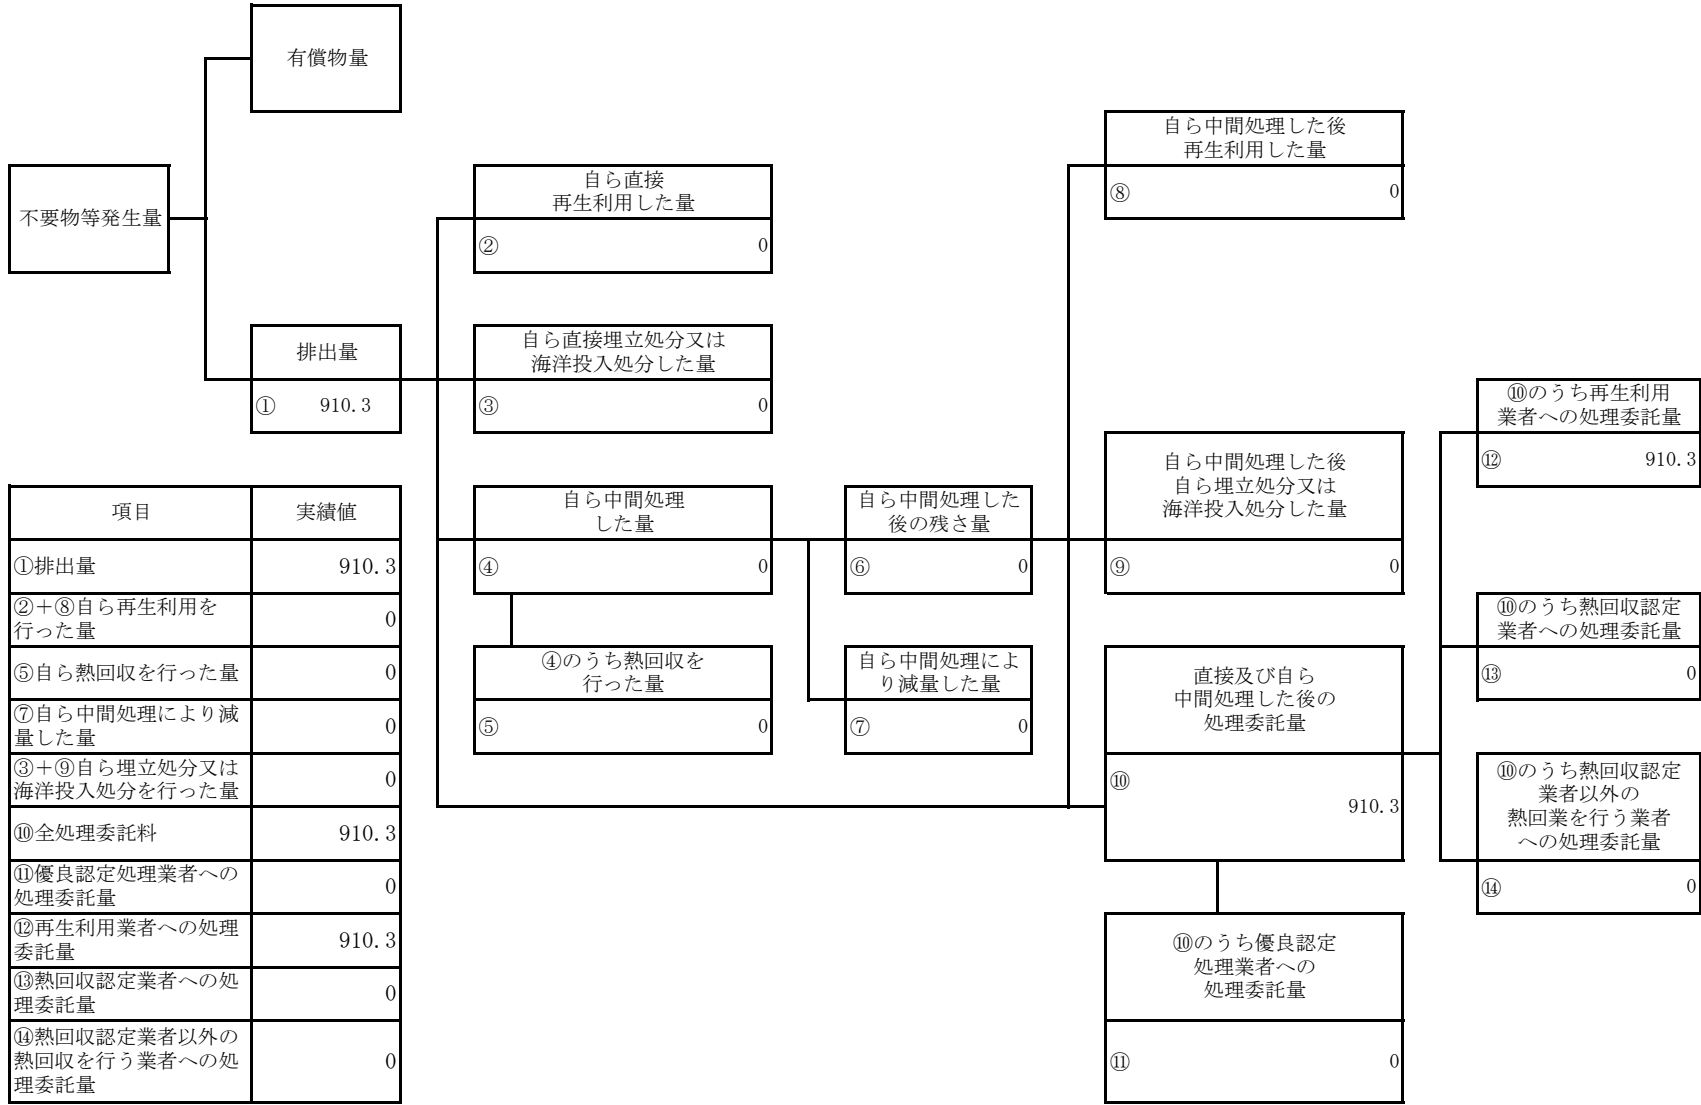 有償物量
不要物等発生量
排出量
① 910.3
自ら直接
再生利用した量
② 0
自ら直接埋立処分又は
海洋投入処分した量
③ 0
自ら中間処理
した量
④ 0
④のうち熱回収を
行った量
⑤ 0
自ら中間処理した
後の残さ量
⑥ 0
自ら中間処理によ
り減量した量
⑦ 0
自ら中間処理した後
再生利用した量
⑧ 0
自ら中間処理した後
自ら埋立処分又は
海洋投入処分した量
⑨ 0
直接及び自ら
中間処理した後の
処理委託量
⑩
910.3
⑩のうち優良認定
処理業者への
処理委託量
⑪ 0
⑩のうち再生利用
業者への処理委託量
⑫ 910.3
⑩のうち熱回収認定
業者への処理委託量
⑬ 0
⑩のうち熱回収認定
業者以外の
熱回業を行う業者
への処理委託量
⑭ 0
項目 実績値
①排出量 910.3
②＋⑧自ら再生利用を
行った量 0
⑤自ら熱回収を行った量 0
⑦自ら中間処理により減
量した量 0
③＋⑨自ら埋立処分又は
海洋投入処分を行った量 0
⑩全処理委託料 910.3
⑪優良認定処理業者への
処理委託量 0
⑫再生利用業者への処理
委託量 910.3
⑬熱回収認定業者への処
理委託量 0
⑭熱回収認定業者以外の
熱回収を行う業者への処 0
理委託量